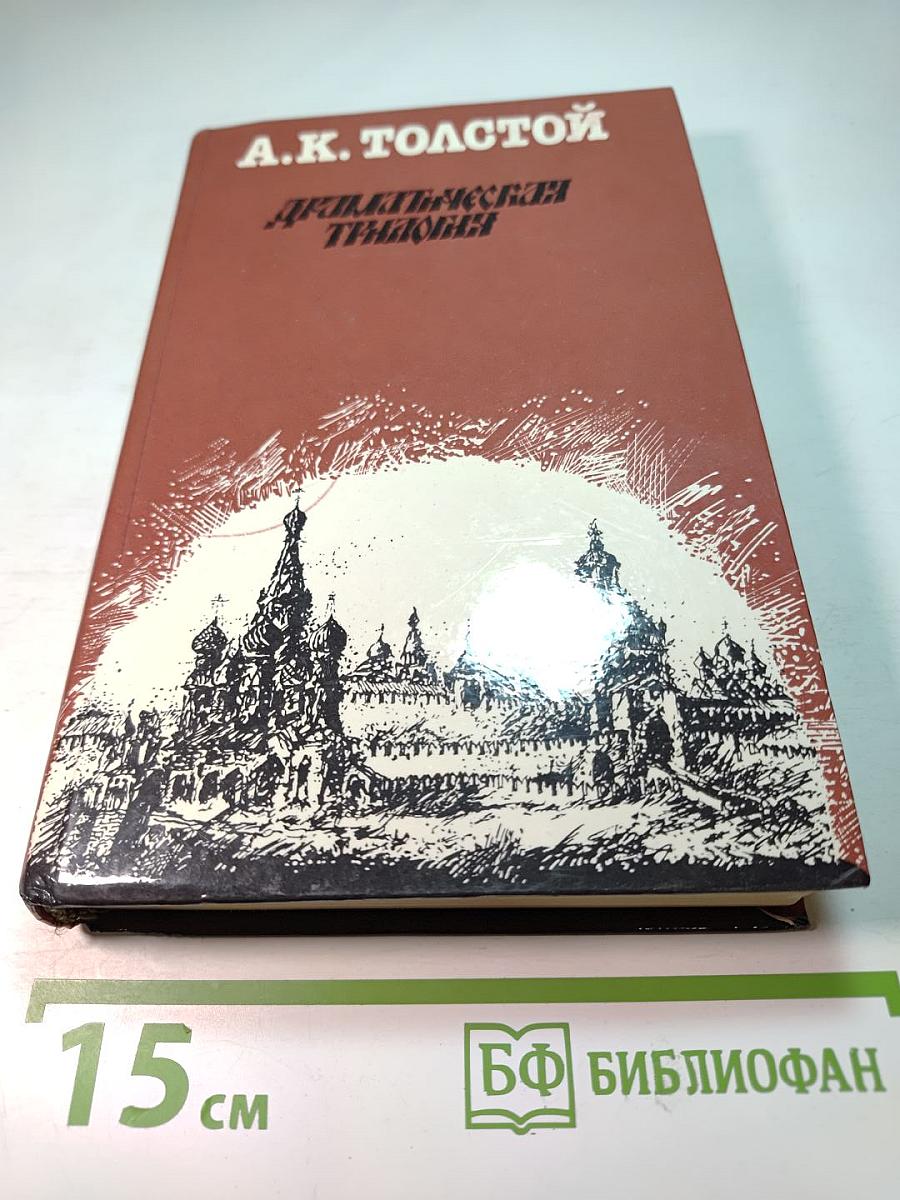 А.К. ТОЛСТОЙ
ДРАМАТИЧЕСКАЯ
ТРИЛОГИЯ
15 см
БФ БИБЛИОФАН